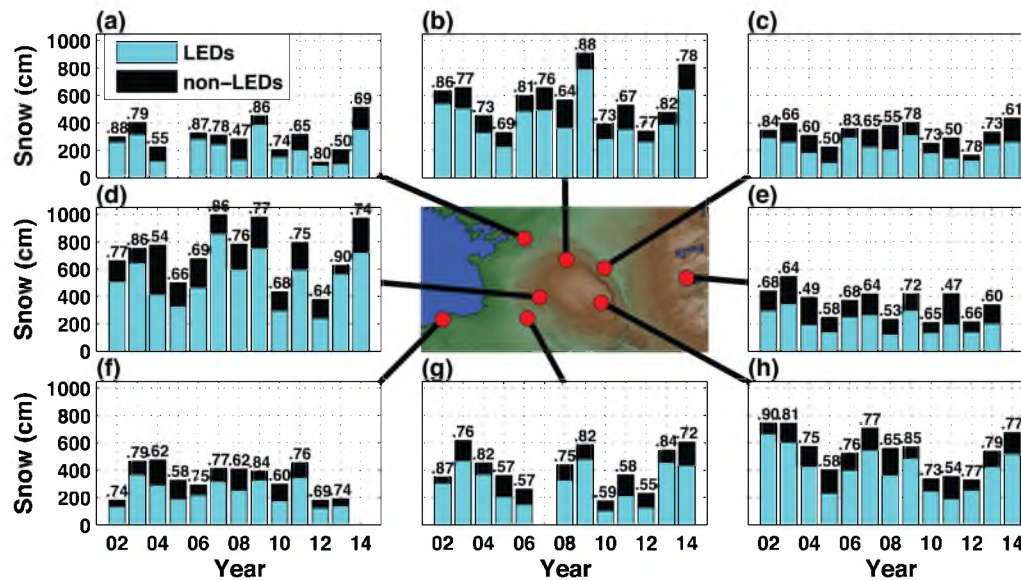 (a)
(b)
(c)
1000
800
600
400
200
0
Snow (cm)
LEDs
non-LEDs
.88 .79 .55 .87 .78 .47 .86 .74 .65 .80 .50 .69
.86 .77 .73 .69 .81 .76 .64 .88 .73 .67 .77 .82 .78
.84 .66 .60 .50 .83 .65 .55 .78 .73 .50 .78 .73 .61
(d)
(e)
1000
800
600
400
200
0
Snow (cm)
.77 .86 .54 .66 .69 .86 .76 .77 .68 .75 .64 .90 .74
.68 .64 .49 .58 .68 .64 .53 .72 .65 .47 .66 .60
(f)
(g)
(h)
1000
800
600
400
200
0
Snow (cm)
.74 .79 .62 .58 .75 .77 .62 .84 .60 .76 .69 .74
.87 .76 .82 .57 .57 .75 .82 .59 .58 .55 .84 .72
.90 .81 .75 .58 .76 .77 .56 .85 .73 .54 .77 .79 .77
02 04 06 08 10 12 14
02 04 06 08 10 12 14
02 04 06 08 10 12 14
Year
Year
Year